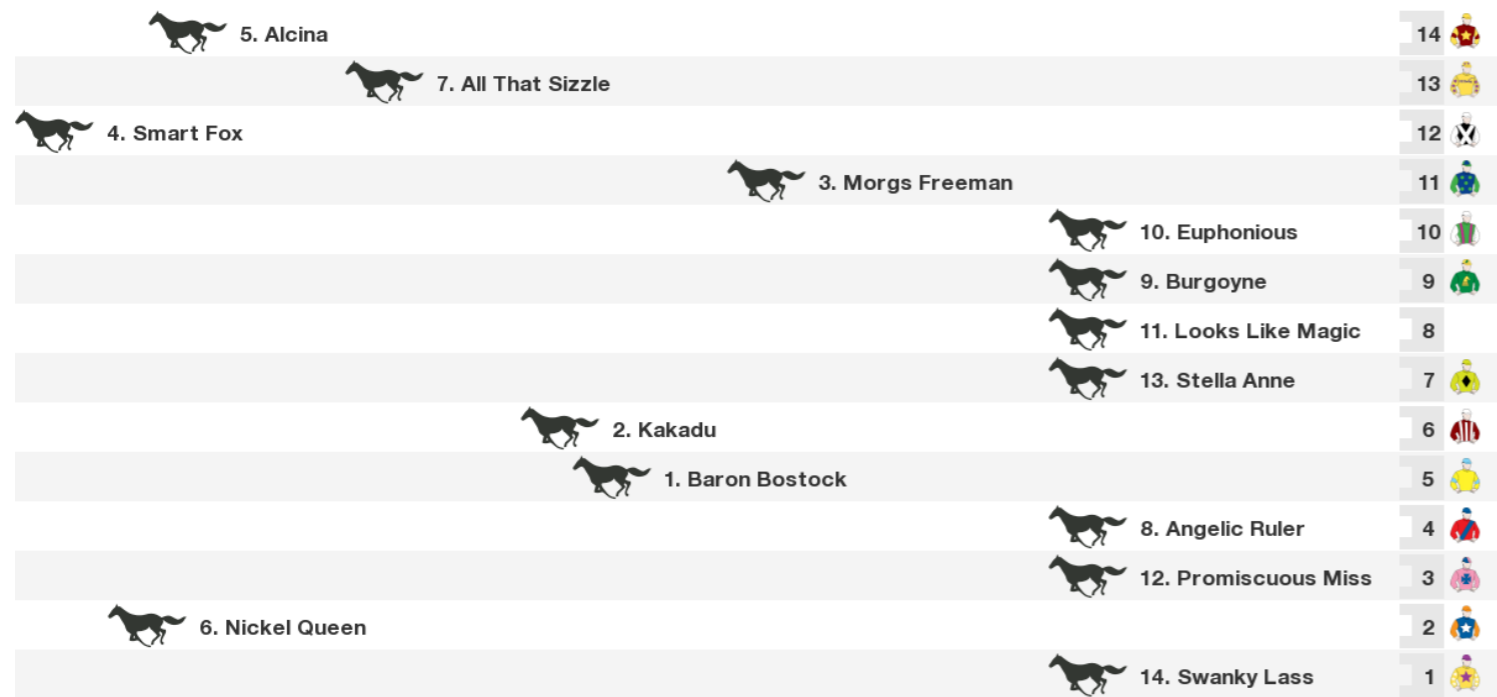 5. Alcina 14
7. All That Sizzle 13
4. Smart Fox 12
3. Morgs Freeman 11
10. Euphonious 10
9. Burgoyne 9
11. Looks Like Magic 8
13. Stella Anne 7
2. Kakadu 6
1. Baron Bostock 5
8. Angelic Ruler 4
12. Promiscuous Miss 3
6. Nickel Queen 2
14. Swanky Lass 1